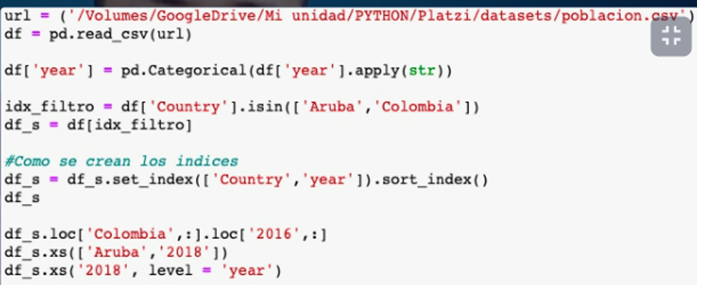 url = ('/Volumes/GoogleDrive/Mi unidad/PYTHON/Platzi/datasets/poblacion.csv')
df = pd.read_csv(url)
df['year'] = pd.Categorical(df['year'].apply(str))
idx_filtro = df['Country'].isin(['Aruba','Colombia'])
df_s = df[idx_filtro]
#Como se crean los indices
df_s = df_s.set_index(['Country','year']).sort_index()
df_s
df_s.loc['Colombia',:].loc['2016',:]
df_s.xs(['Aruba','2018'])
df_s.xs('2018', level = 'year')